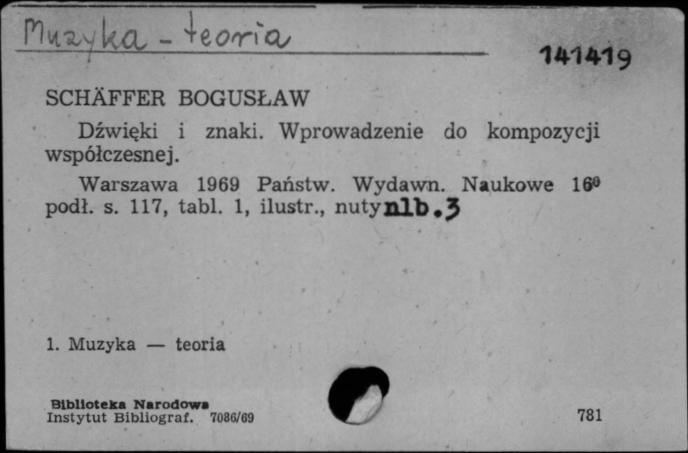 Muzyka - teoria
141419
SCHÄFFER BOGUSŁAW
Dźwięki i znaki. Wprowadzenie do kompozycji
współczesnej.
Warszawa 1969 Państw. Wydawn. Naukowe 16⁰
podł. s. 117, tabl. 1, ilustr., nuty nlb.3
1. Muzyka — teoria
Biblioteka Narodowa
Instytut Bibliograf. 7086/69
781